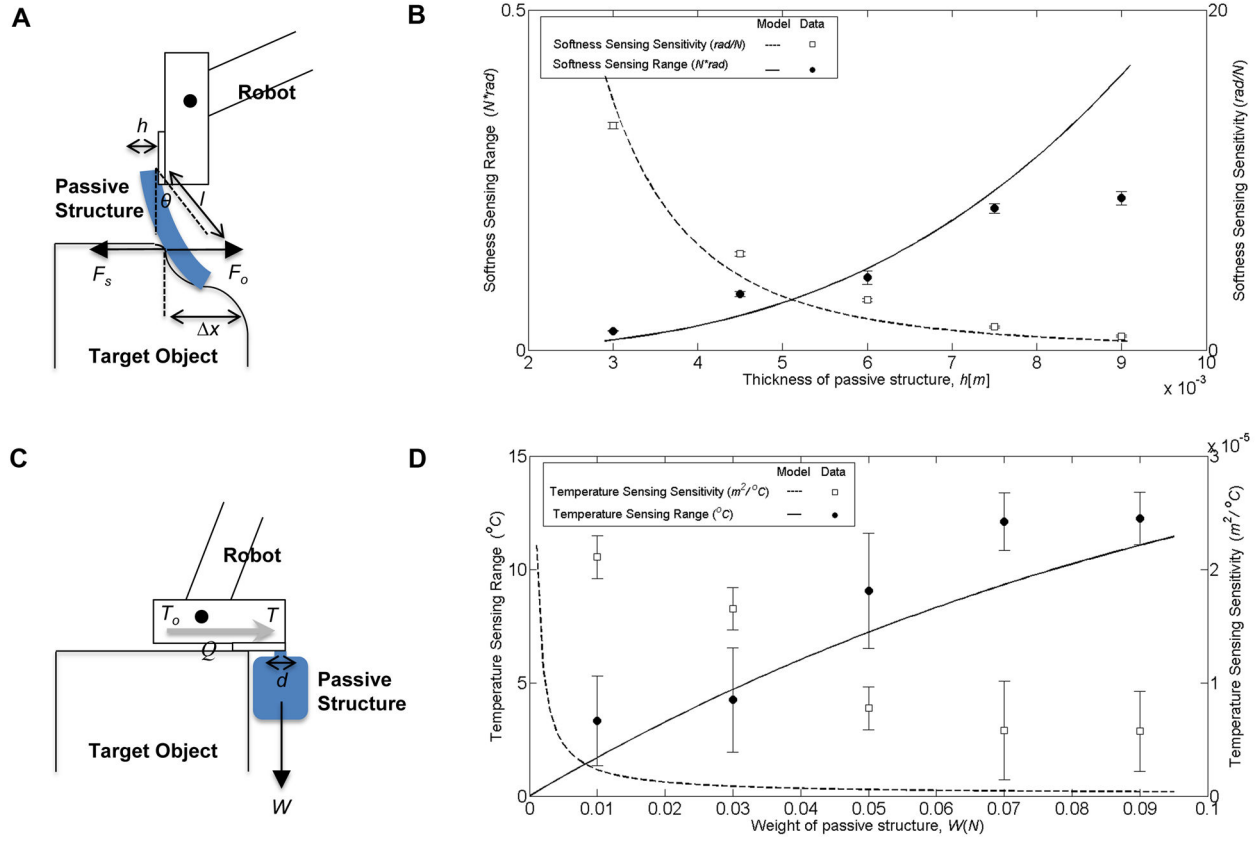 A
Robot
h
Passive
Structure
θ
l
F_s
F_o
Δx
Target Object
B
Model Data
Softness Sensing Sensitivity (rad/N)
Softness Sensing Range (N*rad)
0.5
0
20
0
Softness Sensing Range (N*rad)
Softness Sensing Sensitivity (rad/N)
2 3 4 5 6 7 8 9 10
Thickness of passive structure, h[m]
x 10^-3
C
Robot
T_o T
Q
d
Passive
Structure
Target Object
W
D
x 10^-5
Model Data
Temperature Sensing Sensitivity (m^2/°C)
Temperature Sensing Range (°C)
15
10
5
0
3
2
1
0
Temperature Sensing Range (°C)
Temperature Sensing Sensitivity (m^2/°C)
0 0.01 0.02 0.03 0.04 0.05 0.06 0.07 0.08 0.09 0.1
Weight of passive structure, W(N)